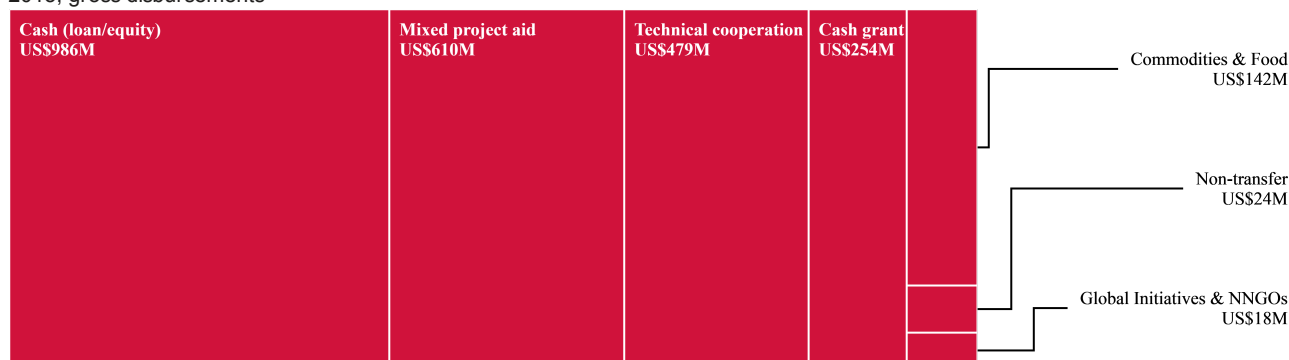 Cash (loan/equity)
US$986M
Mixed project aid
US$610M
Technical cooperation
US$479M
Cash grant
US$254M
Commodities & Food
US$142M
Non-transfer
US$24M
Global Initiatives & NNGOs
US$18M